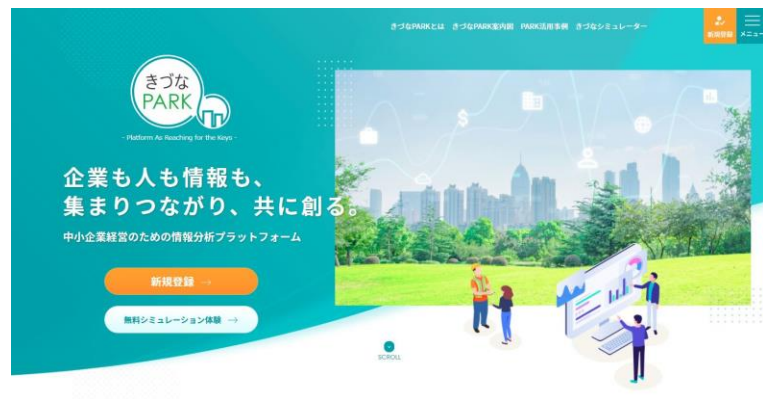 きづなPARKとは きづなPARK案内図 PARK活用事例 きづなシミュレーター
新規登録
メニュー
きづな
PARK
- Platform As Reaching for the Keys -
企業も人も情報も、
集まりつながり、共に創る。
中小企業経営のための情報分析プラットフォーム
新規登録 →
無料シミュレーション体験 →
SCROLL